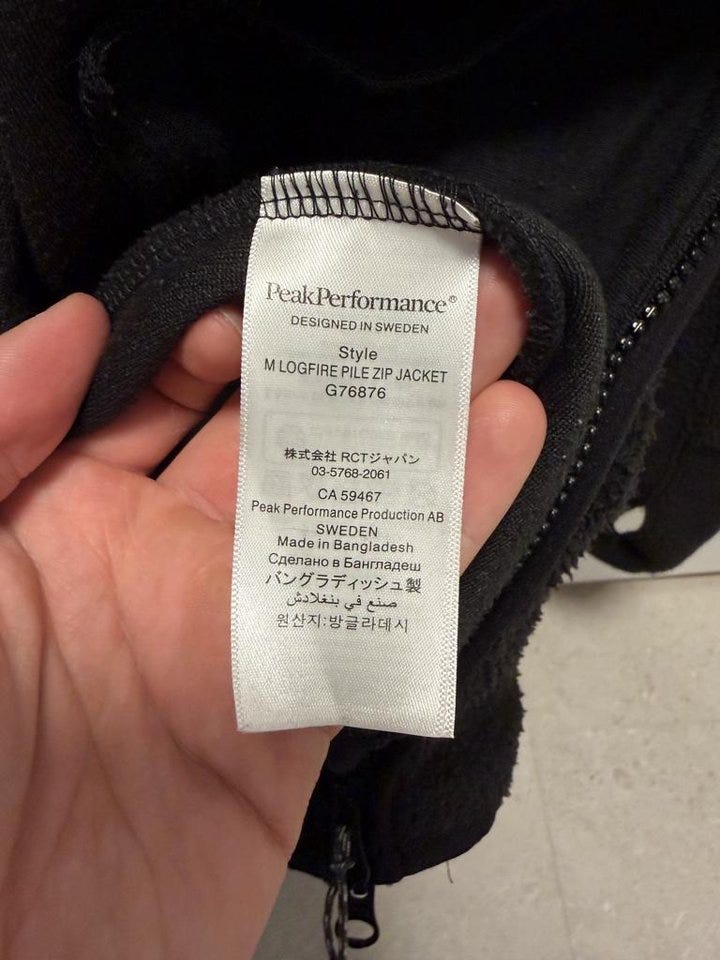 PeakPerformance®
DESIGNED IN SWEDEN
Style
M LOGFIRE PILE ZIP JACKET
G76876
株式会社 RCTジャパン
03-5768-2061
CA 59467
Peak Performance Production AB
SWEDEN
Made in Bangladesh
Сделано в Бангладеш
バングラディッシュ製
صنع في بنغلادش
원산지:방글라데시